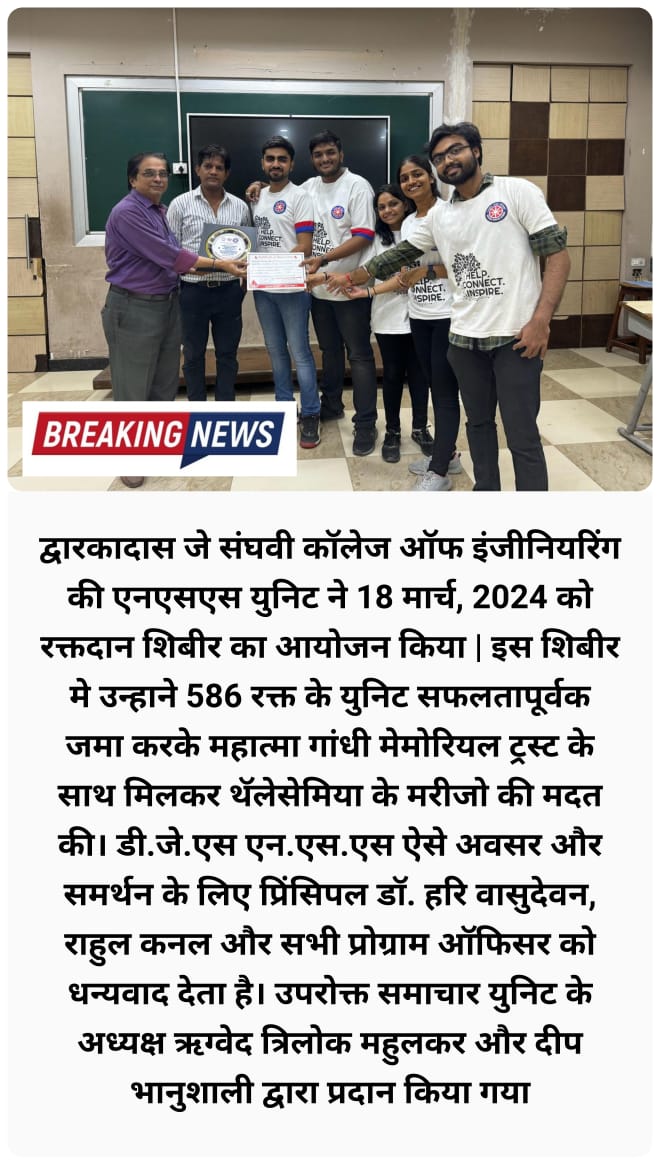 HELP.
CONNECT.
INSPIRE.
HELP.
CONNECT.
INSPIRE.
BREAKING NEWS
द्वारकादास जे संघवी कॉलेज ऑफ इंजीनियरिंग
की एनएसएस युनिट ने 18 मार्च, 2024 को
रक्तदान शिबीर का आयोजन किया | इस शिबीर
मे उन्हाने 586 रक्त के युनिट सफलतापूर्वक
जमा करके महात्मा गांधी मेमोरियल ट्रस्ट के
साथ मिलकर थॅलेसेमिया के मरीजो की मदत
की। डी.जे.एस एन.एस.एस ऐसे अवसर और
समर्थन के लिए प्रिंसिपल डॉ. हरि वासुदेवन,
राहुल कनल और सभी प्रोग्राम ऑफिसर को
धन्यवाद देता है। उपरोक्त समाचार युनिट के
अध्यक्ष ऋग्वेद त्रिलोक महुलकर और दीप
भानुशाली द्वारा प्रदान किया गया